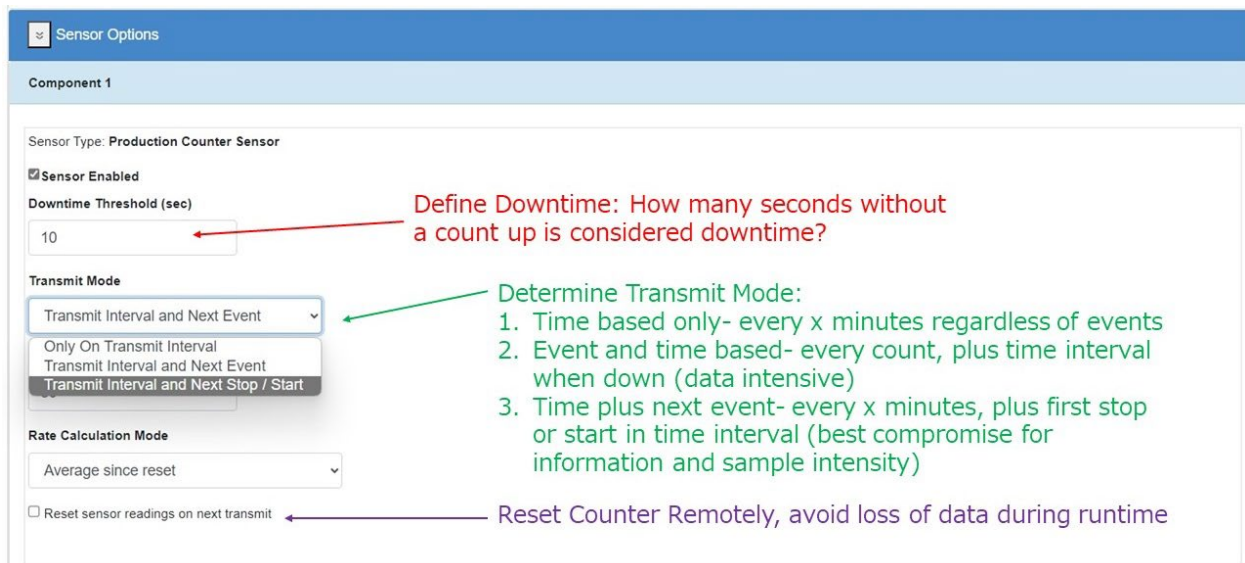 Sensor Options
Component 1
Sensor Type: Production Counter Sensor
Sensor Enabled
Downtime Threshold (sec)
10
Define Downtime: How many seconds without
a count up is considered downtime?
Transmit Mode
Transmit Interval and Next Event
Only On Transmit Interval
Transmit Interval and Next Event
Transmit Interval and Next Stop / Start
Determine Transmit Mode:
1. Time based only- every x minutes regardless of events
2. Event and time based- every count, plus time interval
when down (data intensive)
3. Time plus next event- every x minutes, plus first stop
or start in time interval (best compromise for
information and sample intensity)
Rate Calculation Mode
Average since reset
Reset sensor readings on next transmit
Reset Counter Remotely, avoid loss of data during runtime